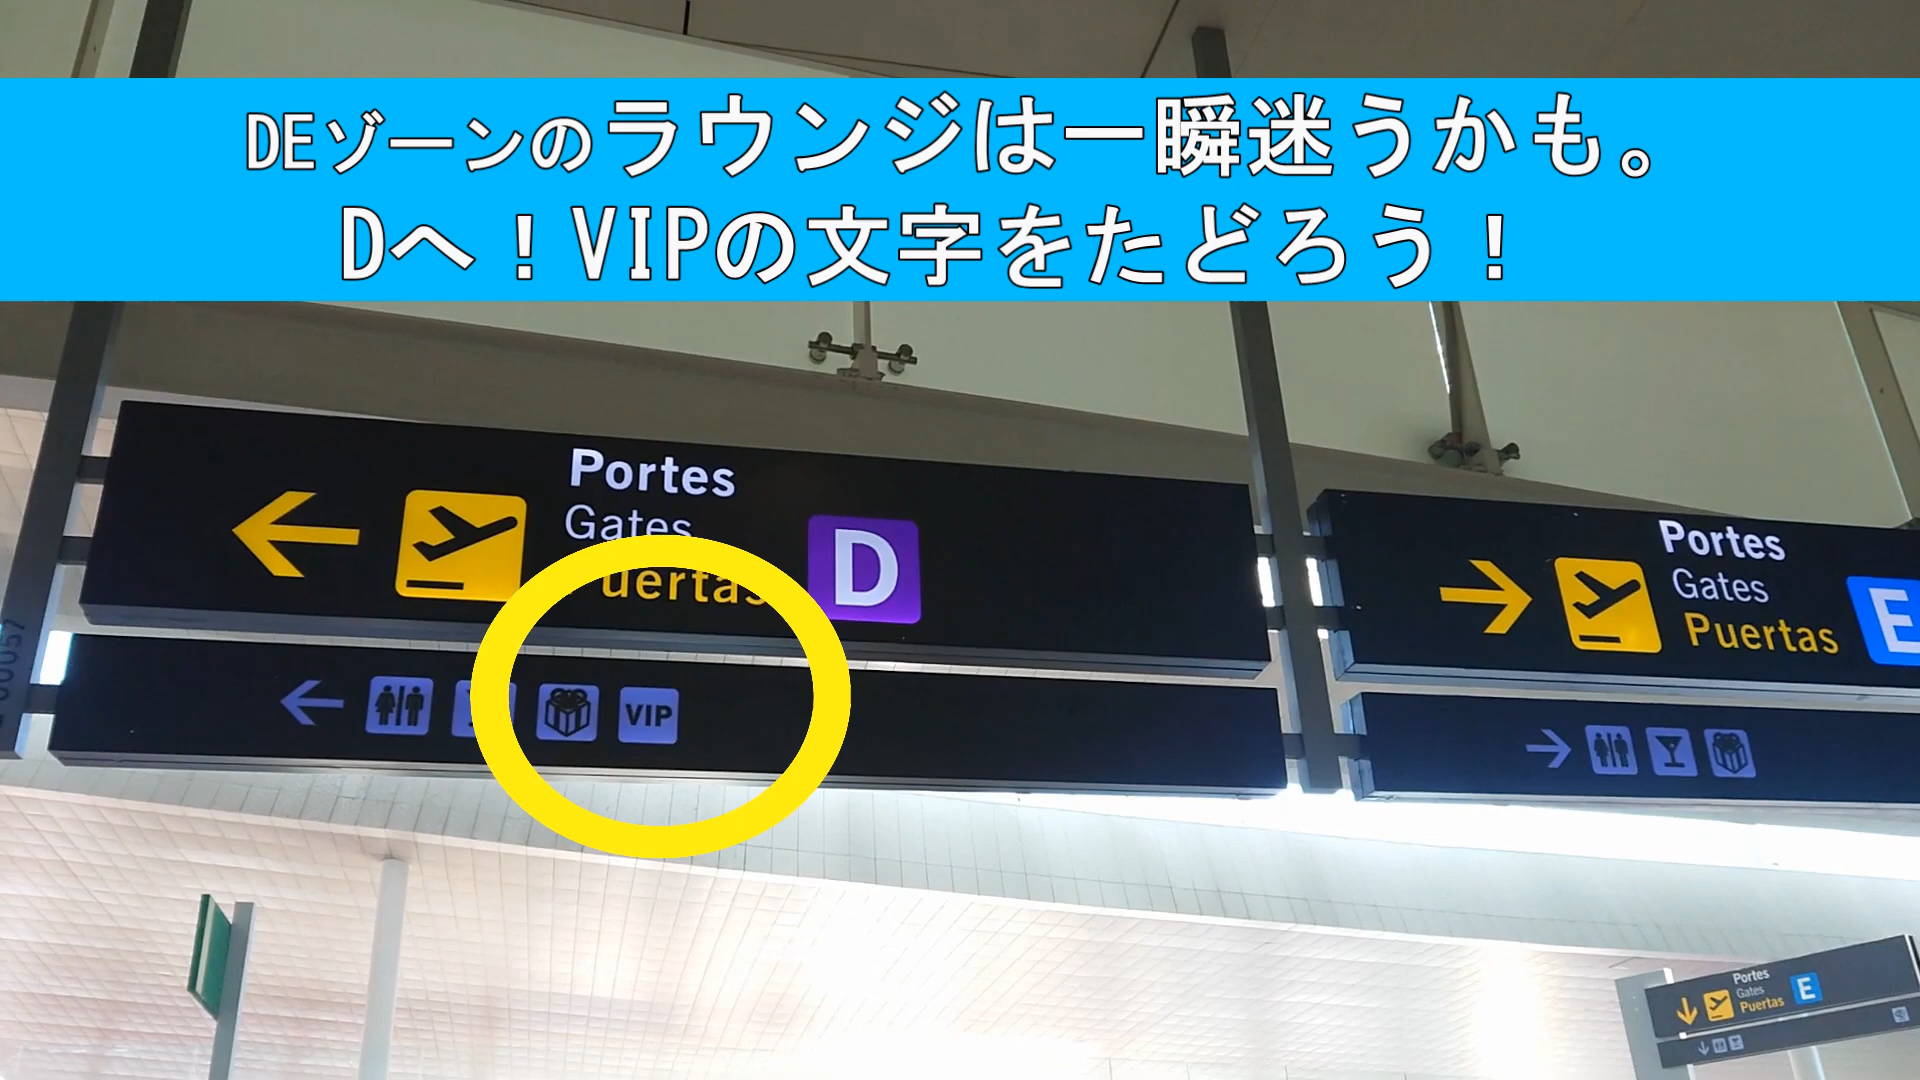 DEゾーンのラウンジは一瞬迷うかも。
Dへ！VIPの文字をたどろう！
Portes
Gates
Puertas
D
VIP
Portes
Gates
Puertas
E
Portes
Gates
Puertas
E